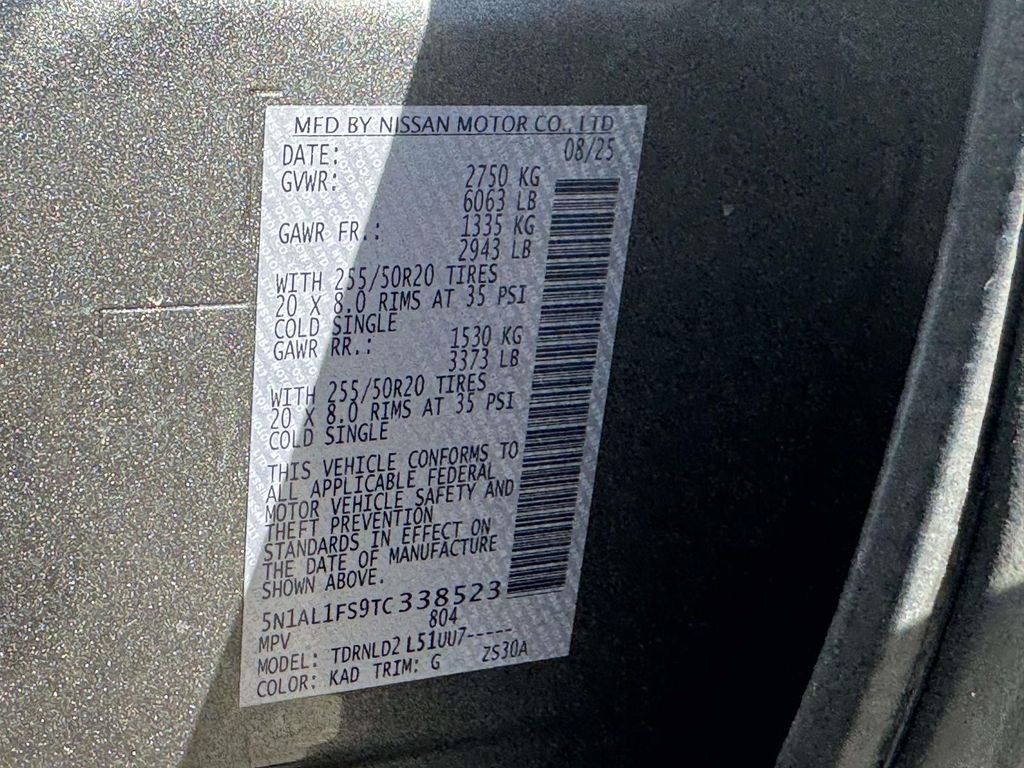 MFD BY NISSAN MOTOR CO., LTD
DATE: 08/25
GVWR: 2750 KG
6063 LB
GAWR FR.: 1335 KG
2943 LB
WITH 255/50R20 TIRES
20 X 8.0 RIMS AT 35 PSI
COLD SINGLE
GAWR RR.: 1530 KG
3373 LB
WITH 255/50R20 TIRES
20 X 8.0 RIMS AT 35 PSI
COLD SINGLE
THIS VEHICLE CONFORMS TO
ALL APPLICABLE FEDERAL
MOTOR VEHICLE SAFETY AND
THEFT PREVENTION
STANDARDS IN EFFECT ON
THE DATE OF MANUFACTURE
SHOWN ABOVE.
5N1AL1FS9TC338523
MPV 804
MODEL: TDRNLD2 L51UU7-----
COLOR: KAD TRIM: G ZS30A